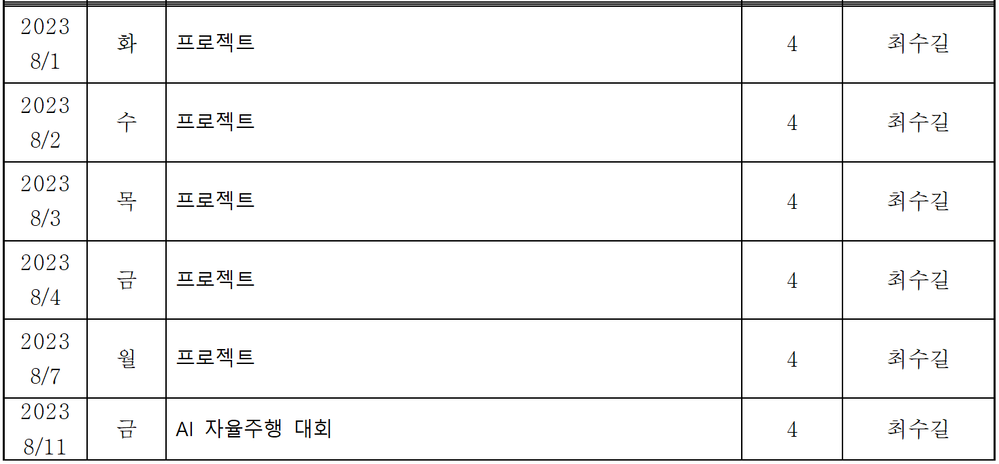 2023
8/1
화
프로젝트
4
최수길
2023
8/2
수
프로젝트
4
최수길
2023
8/3
목
프로젝트
4
최수길
2023
8/4
금
프로젝트
4
최수길
2023
8/7
월
프로젝트
4
최수길
2023
8/11
금
AI 자율주행 대회
4
최수길